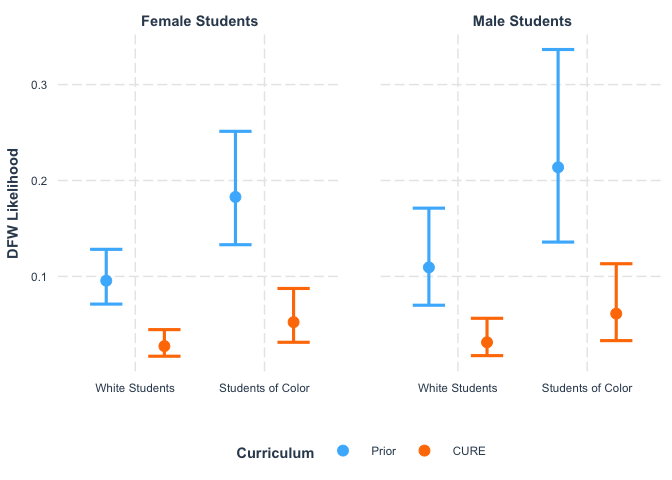 Female Students
Male Students
DFW Likelihood
0.3
0.2
0.1
White Students
Students of Color
White Students
Students of Color
Curriculum
Prior
CURE